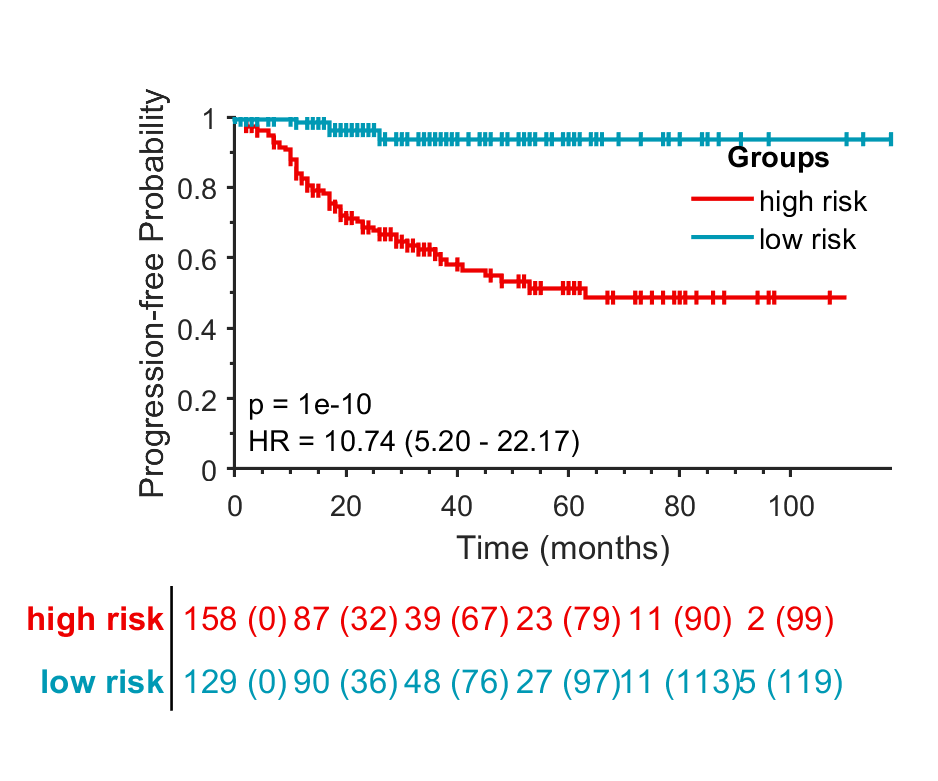 Progression-free Probability
1
0.8
0.6
0.4
0.2
0
Groups
high risk
low risk
p = 1e-10
HR = 10.74 (5.20 - 22.17)
0 20 40 60 80 100
Time (months)
high risk 158 (0) 87 (32) 39 (67) 23 (79) 11 (90) 2 (99)
low risk 129 (0) 90 (36) 48 (76) 27 (97) 11 (113) 5 (119)